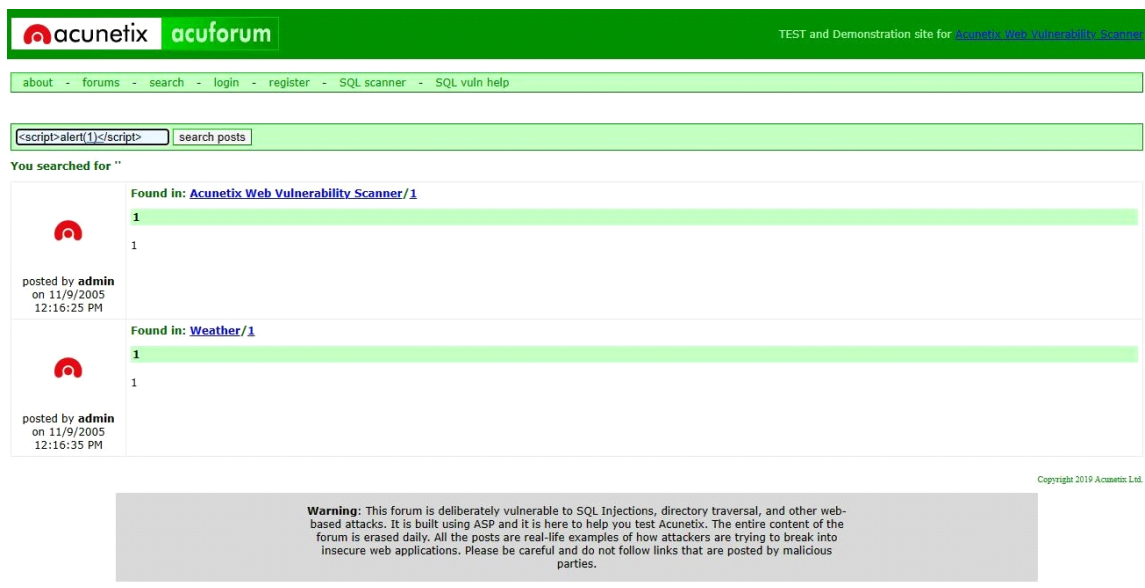 acunetix acuforum
TEST and Demonstration site for Acunetix Web Vulnerability Scanner
about - forums - search - login - register - SQL scanner - SQL vuln help
<script>alert(1)</script> search posts
You searched for ''
Found in: Acunetix Web Vulnerability Scanner/1
1
1
posted by admin
on 11/9/2005
12:16:25 PM
Found in: Weather/1
1
1
posted by admin
on 11/9/2005
12:16:35 PM
Copyright 2019 Acunetix Ltd.
Warning: This forum is deliberately vulnerable to SQL Injections, directory traversal, and other web-
based attacks. It is built using ASP and it is here to help you test Acunetix. The entire content of the
forum is erased daily. All the posts are real-life examples of how attackers are trying to break into
insecure web applications. Please be careful and do not follow links that are posted by malicious
parties.